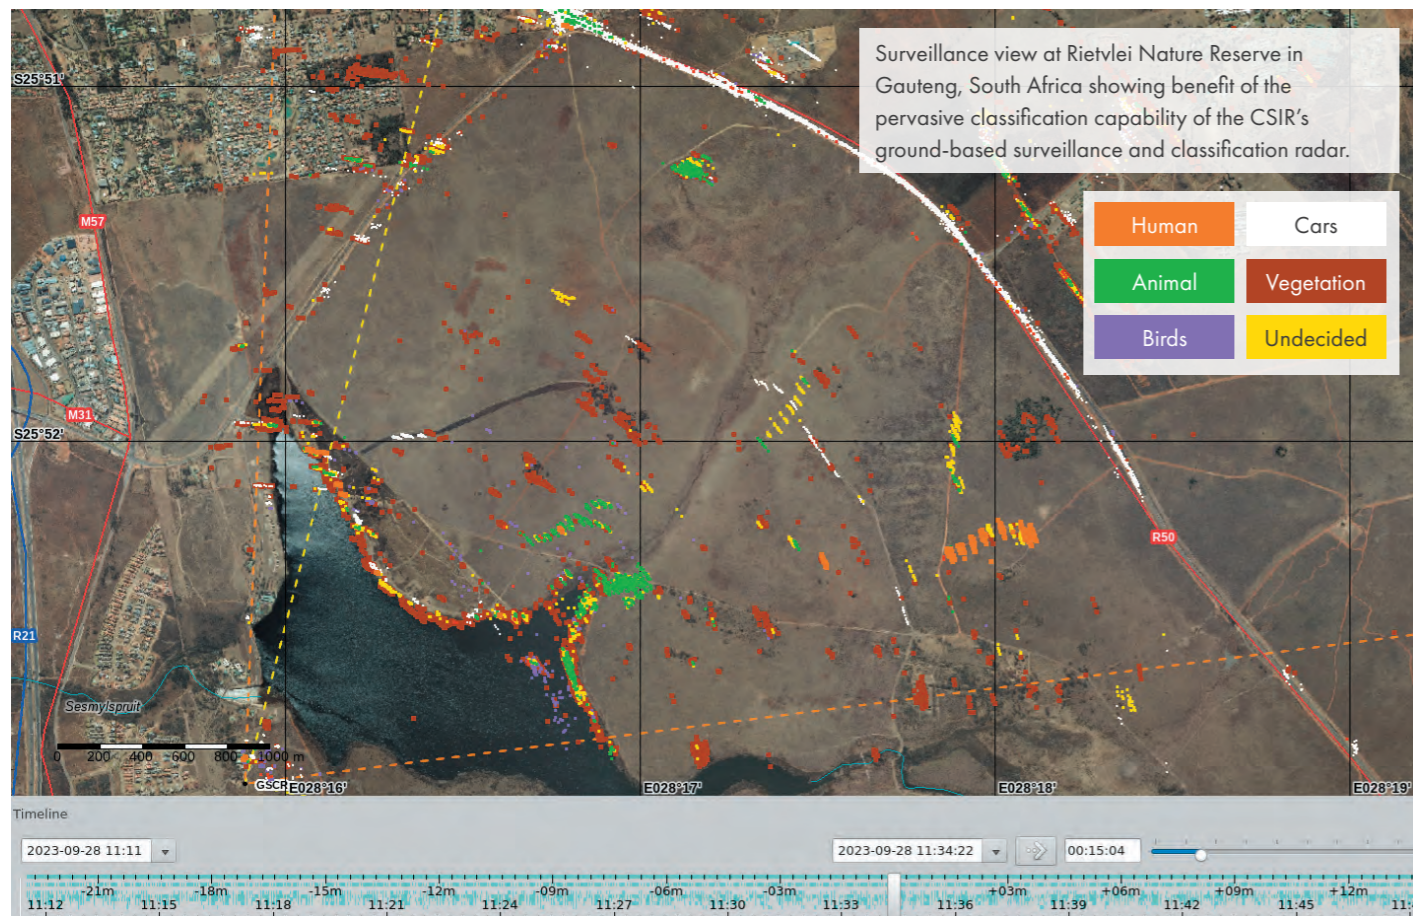 Surveillance view at Rietvlei Nature Reserve in
Gauteng, South Africa showing benefit of the
pervasive classification capability of the CSIR's
ground-based surveillance and classification radar.
Human
Cars
Animal
Vegetation
Birds
Undecided
S25°51'
M57
M31
S25°52'
R50
R21
Sesmylspruit
0 200 400 600 800 1000 m
GSCR
E028°16' E028°17' E028°18' E028°19'
Timeline
2023-09-28 11:11
2023-09-28 11:34:22
00:15:04
-21m -18m -15m -12m -09m -06m -03m +03m +06m +09m +12m
11:12 11:15 11:18 11:21 11:24 11:27 11:30 11:33 11:36 11:39 11:42 11:45